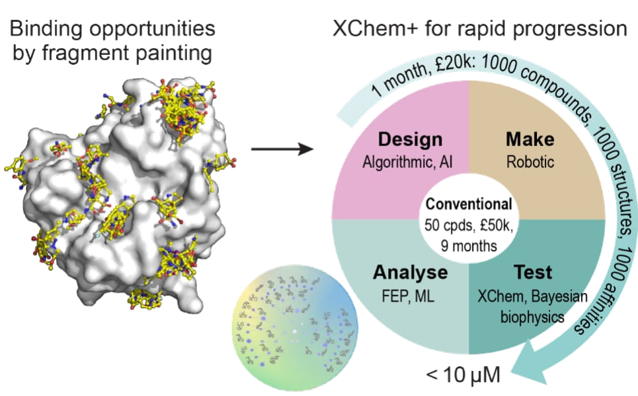 Binding opportunities
by fragment painting
XChem+ for rapid progression
1 month, £20k: 1000 compounds, 1000 structures, 1000 affinities
Design
Algorithmic, AI
Make
Robotic
Conventional
50 cpds, £50k,
9 months
Analyse
FEP, ML
Test
XChem, Bayesian
biophysics
< 10 µM